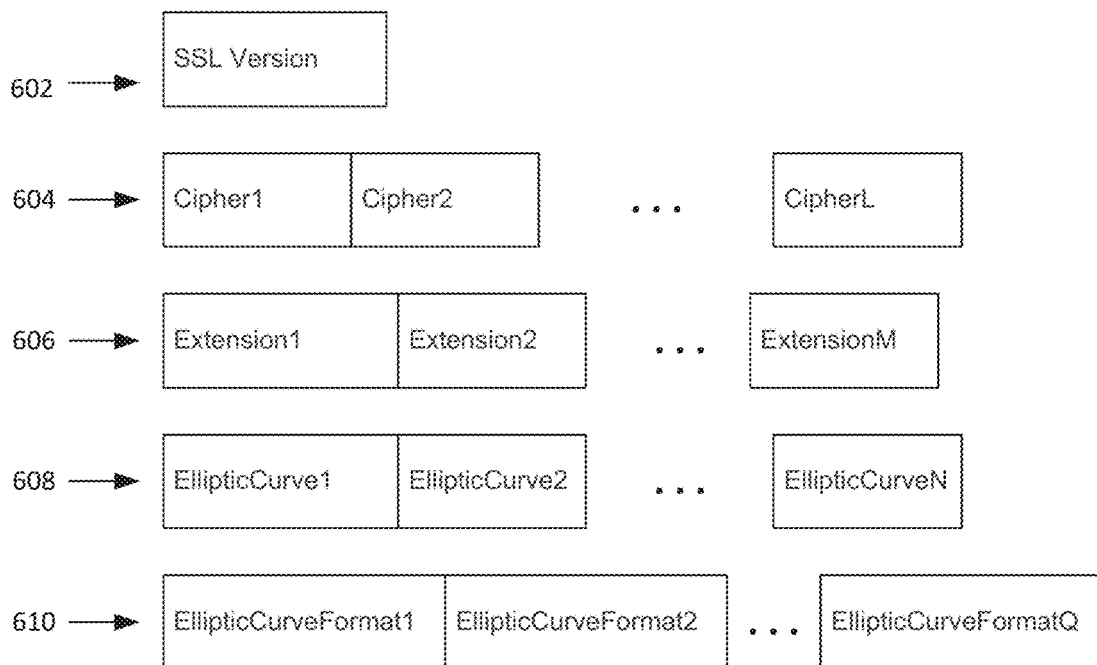 602 SSL Version
604 Cipher1 Cipher2 ... CipherL
606 Extension1 Extension2 ... ExtensionM
608 EllipticCurve1 EllipticCurve2 ... EllipticCurveN
610 EllipticCurveFormat1 EllipticCurveFormat2 ... EllipticCurveFormatQ